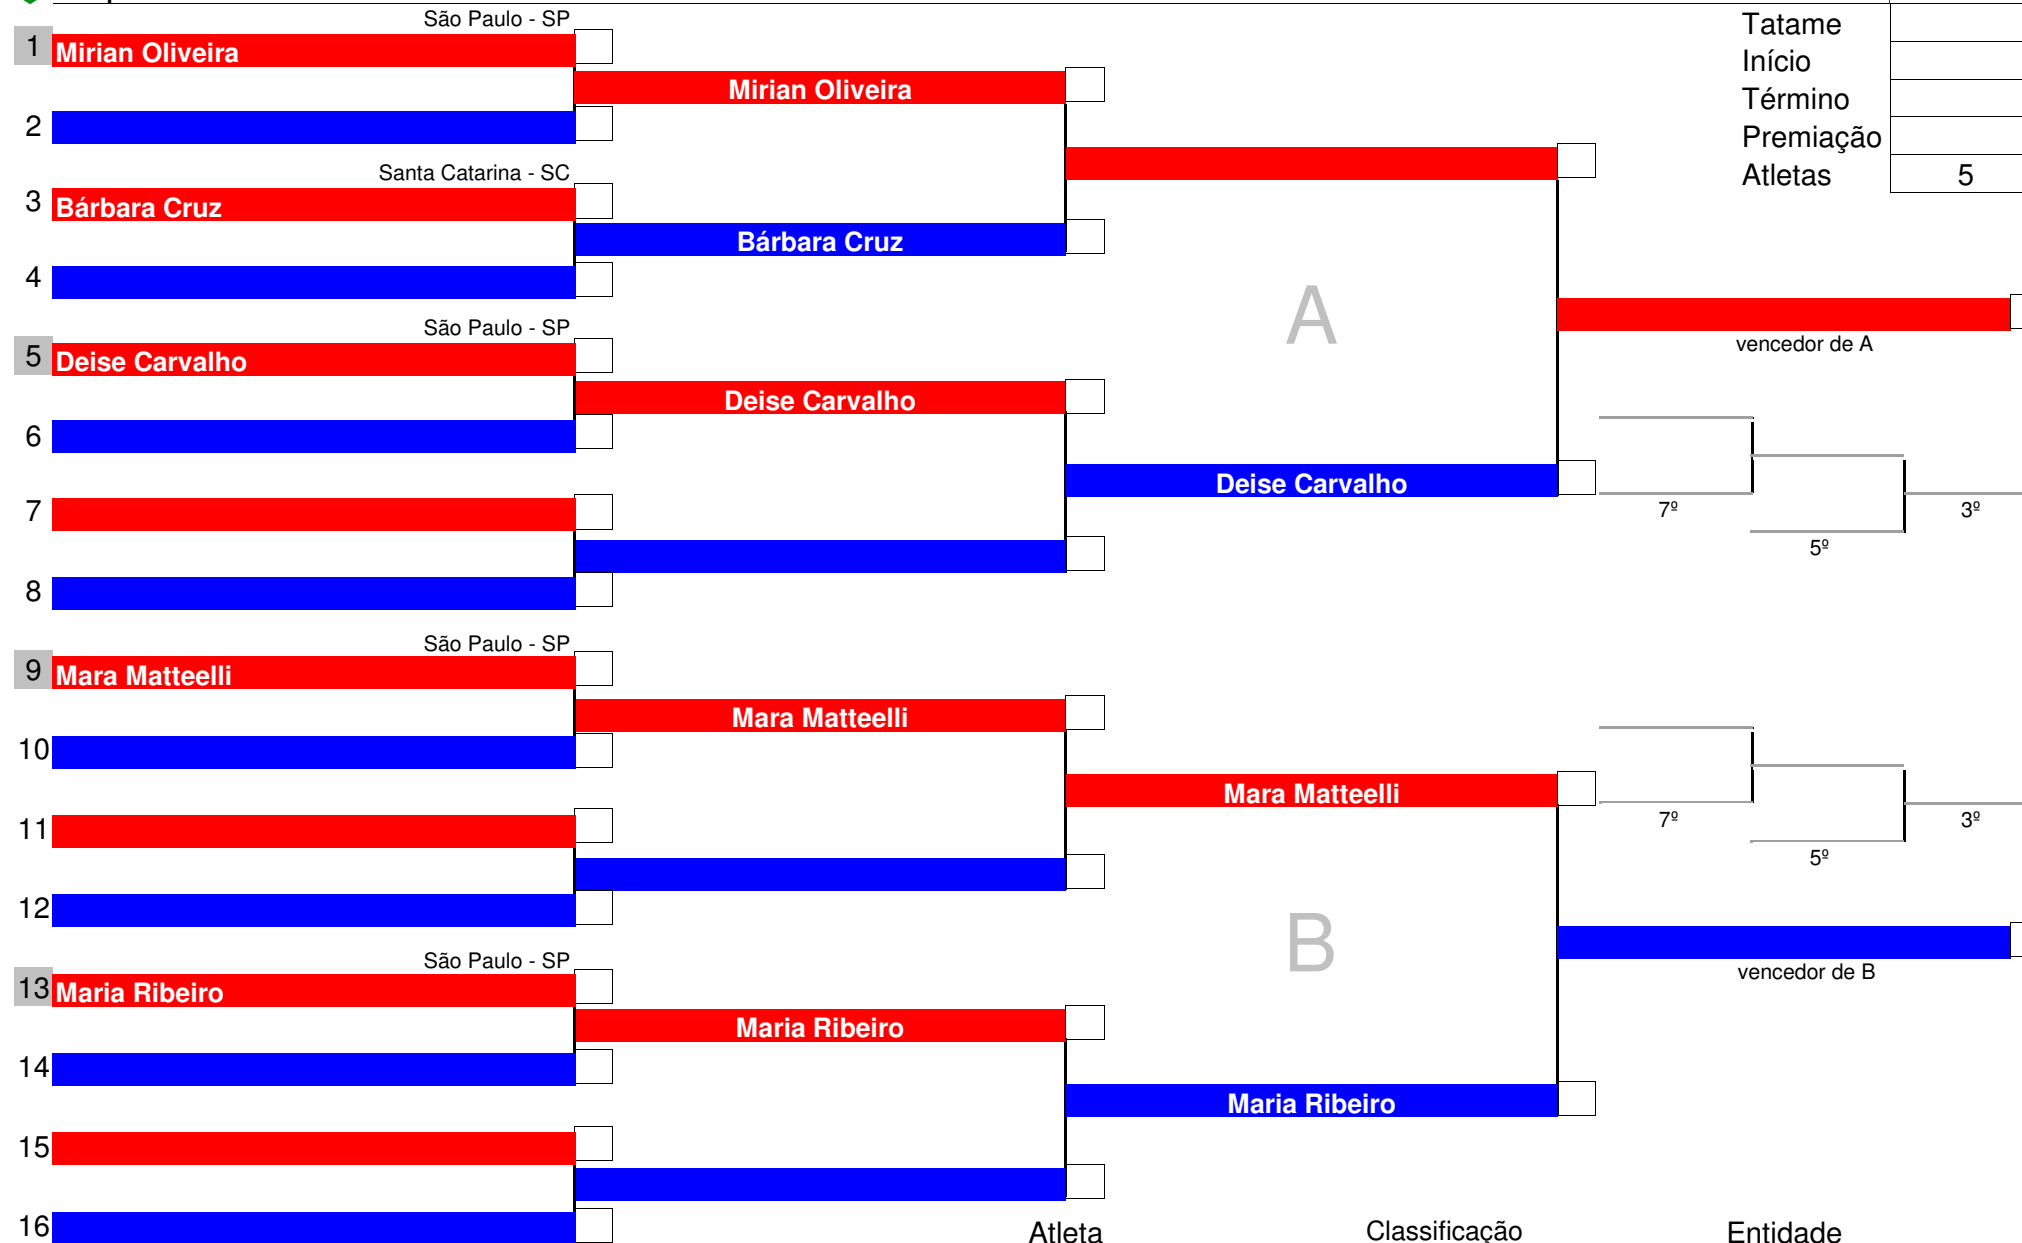 São Paulo - SP
1 Mirian Oliveira
Mirian Oliveira
2
Santa Catarina - SC
3 Bárbara Cruz
Bárbara Cruz
4
São Paulo - SP
5 Deise Carvalho
Deise Carvalho
6
Deise Carvalho
7
8
A
vencedor de A
7º
3º
5º
São Paulo - SP
9 Mara Matteelli
Mara Matteelli
10
Mara Matteelli
11
12
7º
3º
5º
B
vencedor de B
São Paulo - SP
13 Maria Ribeiro
Maria Ribeiro
14
Maria Ribeiro
15
16
Tatame
Início
Término
Premiação
Atletas 5
Atleta Classificação Entidade